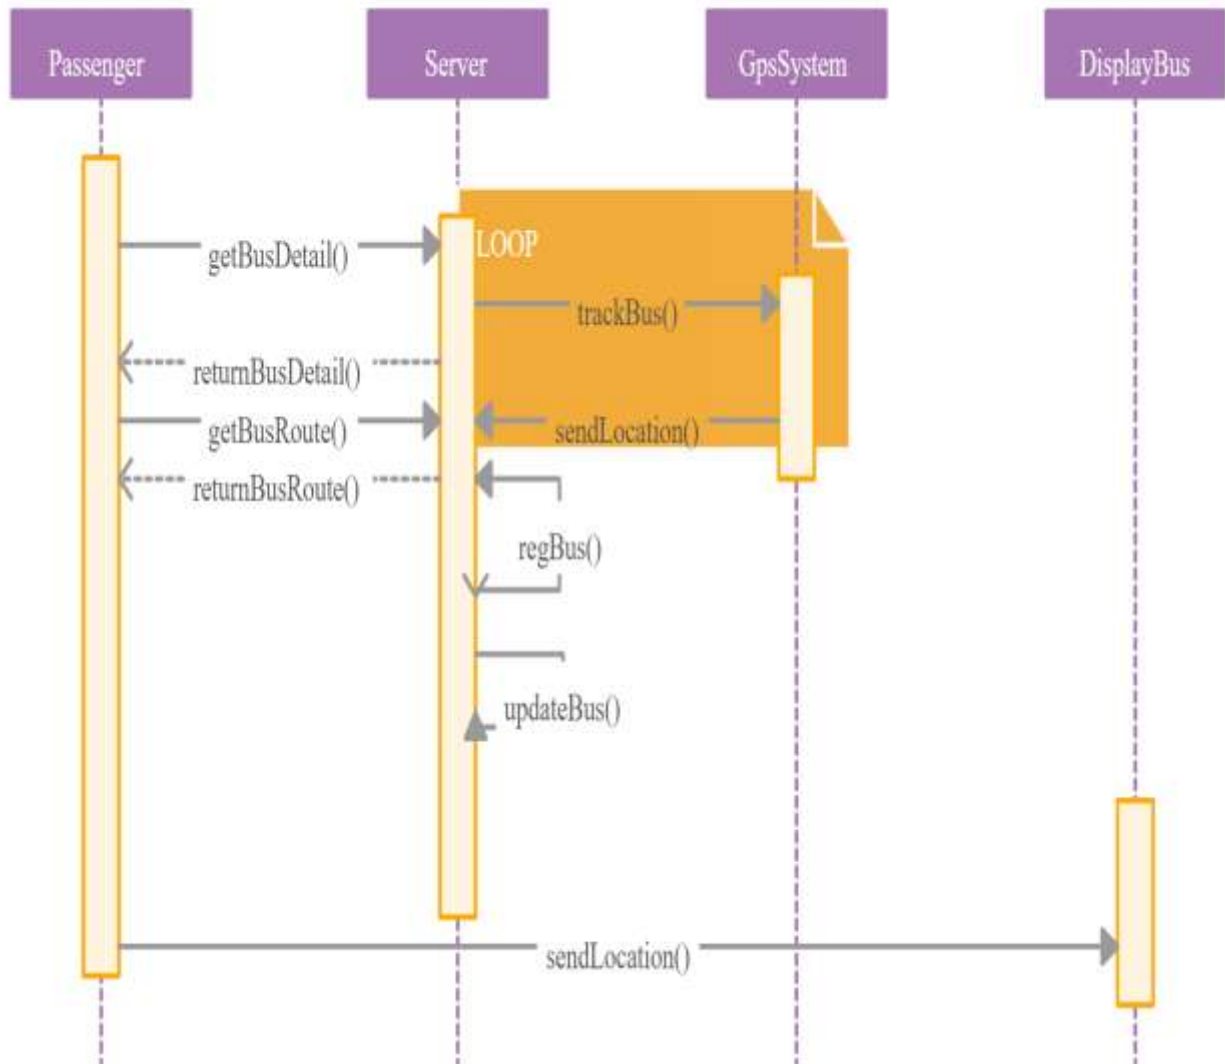 Passenger
Server
GpsSystem
DisplayBus
LOOP
getBusDetail()
trackBus()
returnBusDetail()
getBusRoute()
sendLocation()
returnBusRoute()
regBus()
updateBus()
sendLocation()